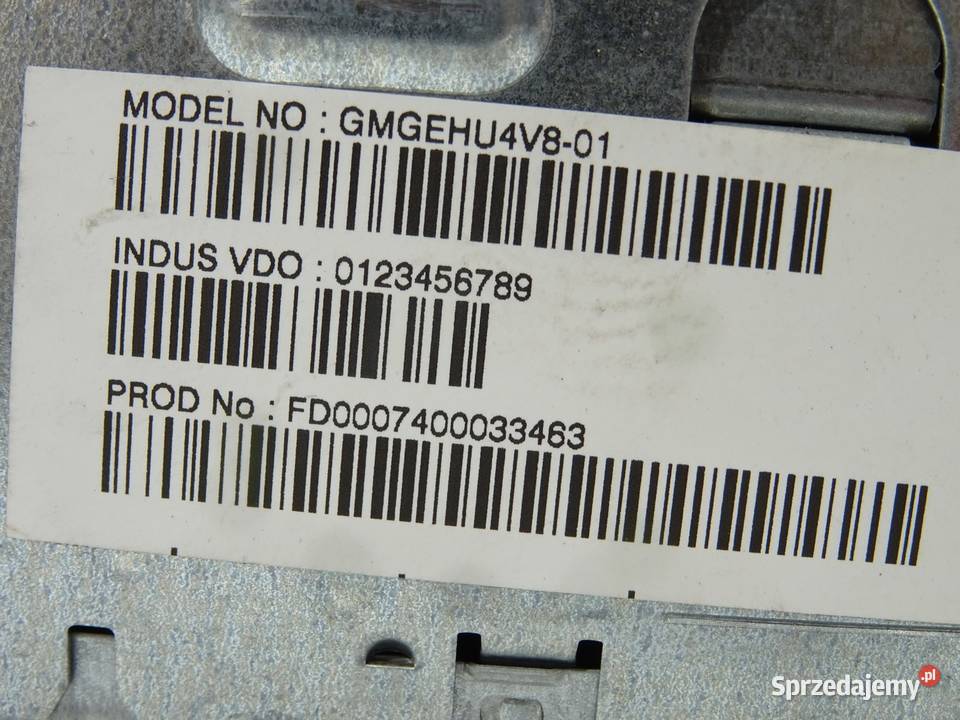 MODEL NO : GMGEHU4V8-01
INDUS VDO : 0123456789
PROD No : FD0007400033463
Sprzedajemy.pl